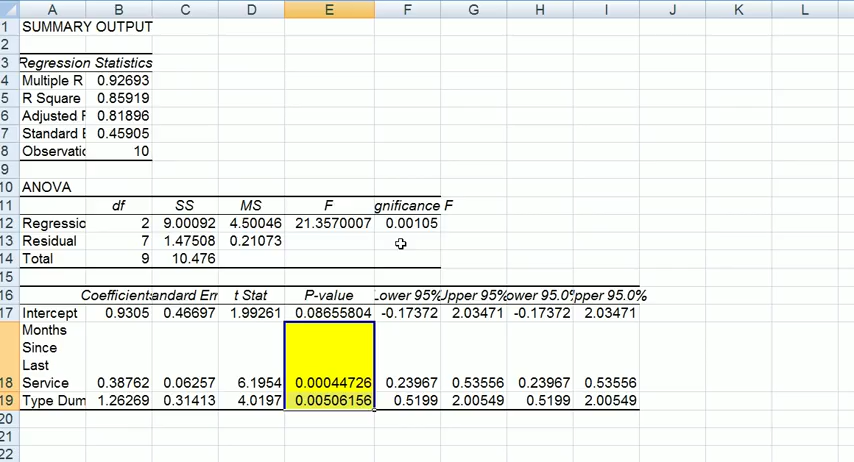 A B C D E F G H I J K L
1 SUMMARY OUTPUT
2
3 Regression Statistics
4 Multiple R 0.92693
5 R Square 0.85919
6 Adjusted R 0.81896
7 Standard E 0.45905
8 Observatio 10
9
10 ANOVA
11 df SS MS F gnificance F
12 Regressio 2 9.00092 4.50046 21.3570007 0.00105
13 Residual 7 1.47508 0.21073
14 Total 9 10.476
15
16 Coefficient andard Err t Stat P-value Lower 95% Upper 95% ower 95.0% pper 95.0%
17 Intercept 0.9305 0.46697 1.99261 0.08655804 -0.17372 2.03471 -0.17372 2.03471
Months
Since
Last
18 Service 0.38762 0.06257 6.1954 0.00044726 0.23967 0.53556 0.23967 0.53556
19 Type Dum 1.26269 0.31413 4.0197 0.00506156 0.5199 2.00549 0.5199 2.00549
20
21
22